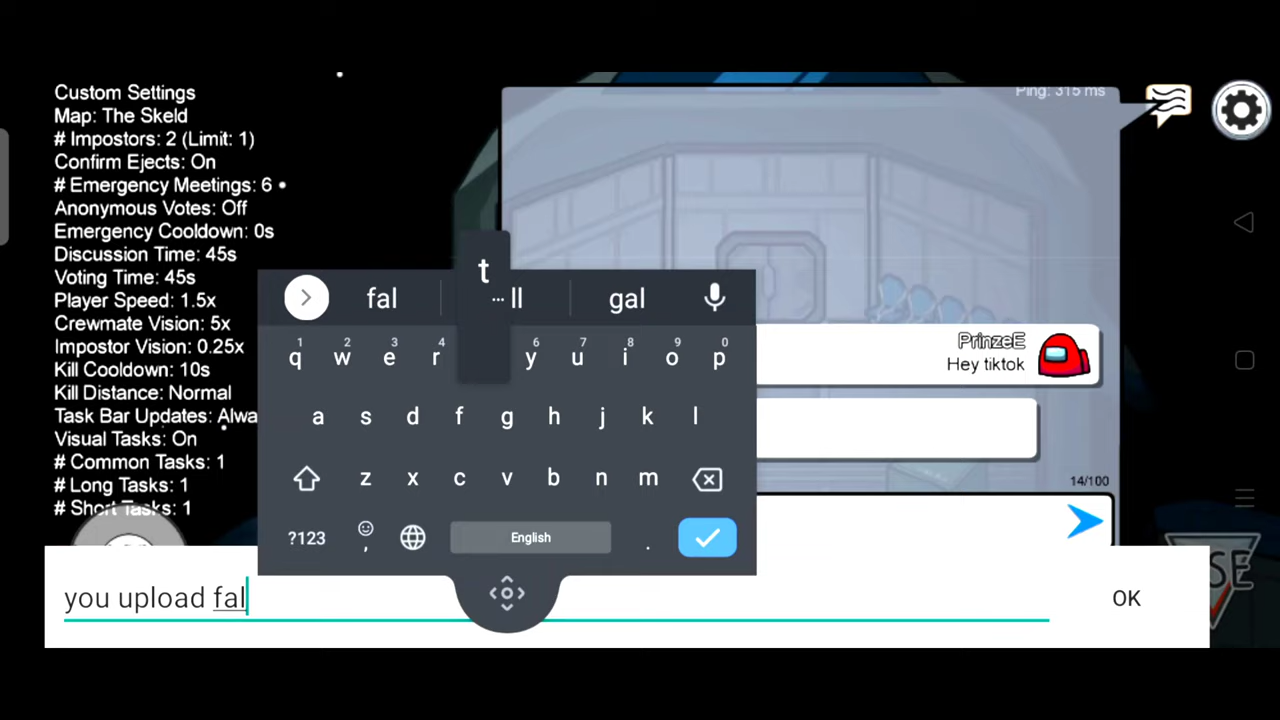 Custom Settings
Map: The Skeld
# Impostors: 2 (Limit: 1)
Confirm Ejects: On
# Emergency Meetings: 6
Anonymous Votes: Off
Emergency Cooldown: 0s
Discussion Time: 45s
Voting Time: 45s
Player Speed: 1.5x
Crewmate Vision: 5x
Impostor Vision: 0.25x
Kill Cooldown: 10s
Kill Distance: Normal
Task Bar Updates: Alwa
Visual Tasks: On
# Common Tasks: 1
# Long Tasks: 1
# Short Tasks: 1
Ping: 315 ms
PrinzeE
Hey tiktok
14/100
t
fal ... ll gal
1 2 3 4 6 7 8 9 0
q w e r y u i o p
a s d f g h j k l
z x c v b n m
?123 , English .
you upload fal
OK
SE